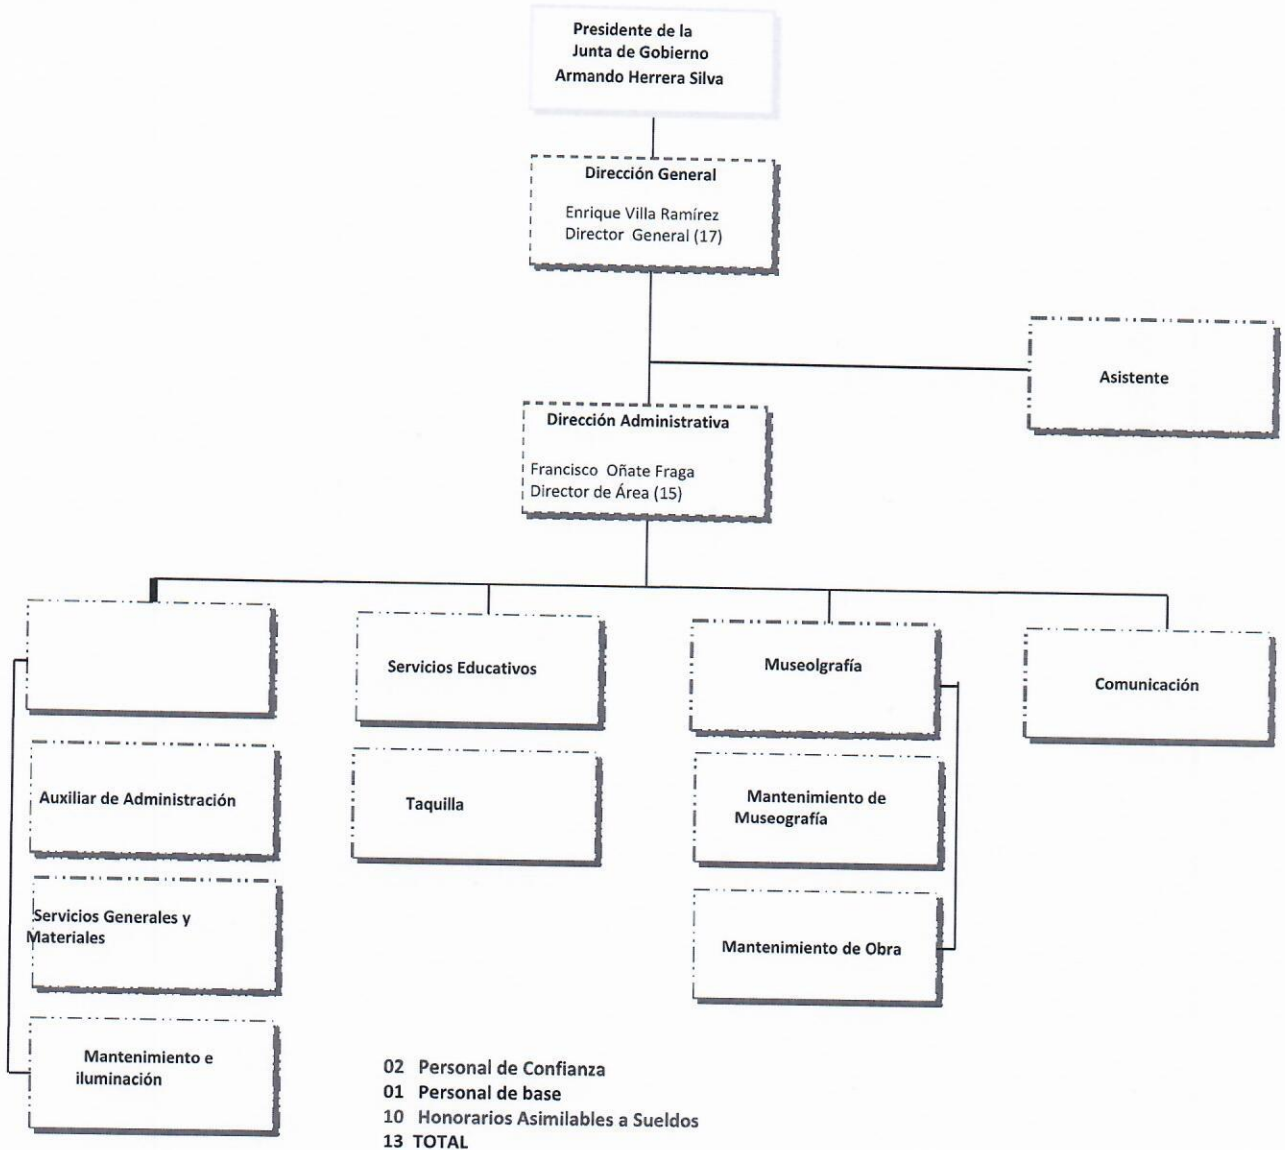 Presidente de la
Junta de Gobierno
Armando Herrera Silva
Dirección General
Enrique Villa Ramírez
Director General (17)
Asistente
Dirección Administrativa
Francisco Oñate Fraga
Director de Área (15)
Servicios Educativos
Museolgrafía
Comunicación
Auxiliar de Administración
Taquilla
Mantenimiento de
Museografía
Servicios Generales y
Materiales
Mantenimiento de Obra
Mantenimiento e
iluminación
02 Personal de Confianza
01 Personal de base
10 Honorarios Asimilables a Sueldos
13 TOTAL